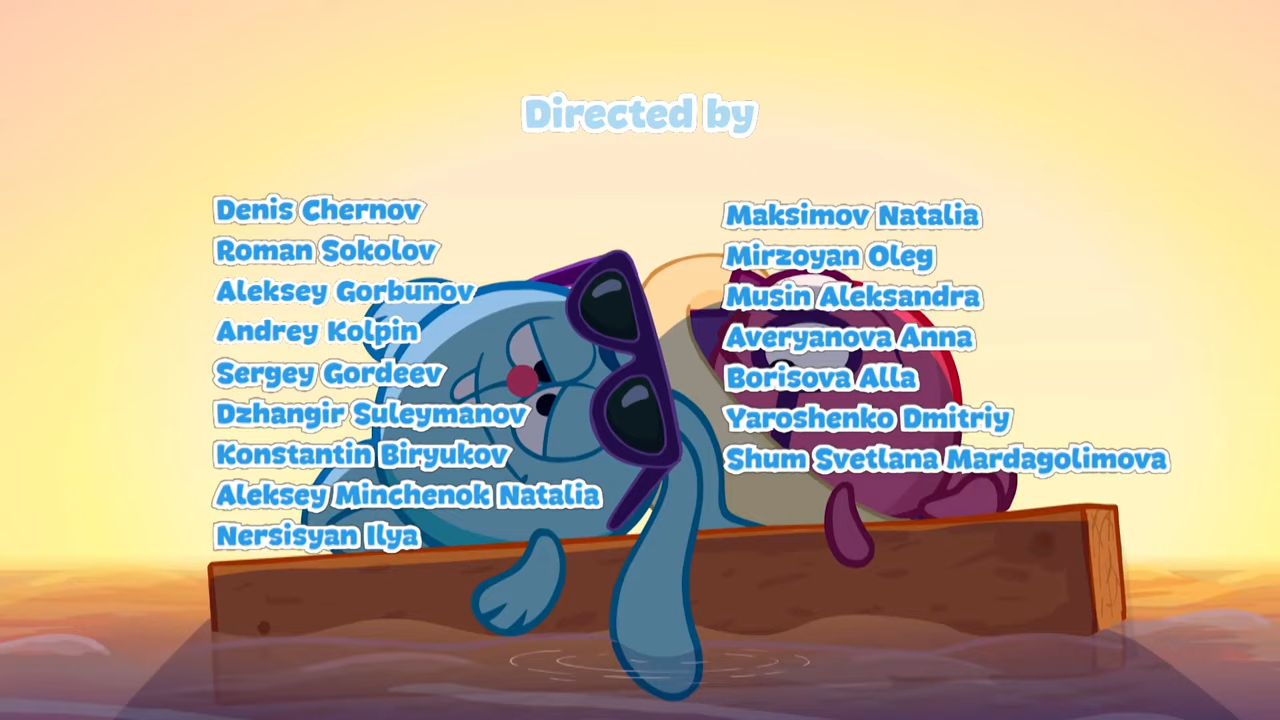 Directed by
Denis Chernov
Roman Sokolov
Aleksey Gorbunov
Andrey Kolpin
Sergey Gordeev
Dzhangir Suleymanov
Konstantin Biryukov
Aleksey Minchenok Natalia
Nersisyan Ilya
Maksimov Natalia
Mirzoyan Oleg
Musin Aleksandra
Averyanova Anna
Borisova Alla
Yaroshenko Dmitriy
Shum Svetlana Mardagolimova